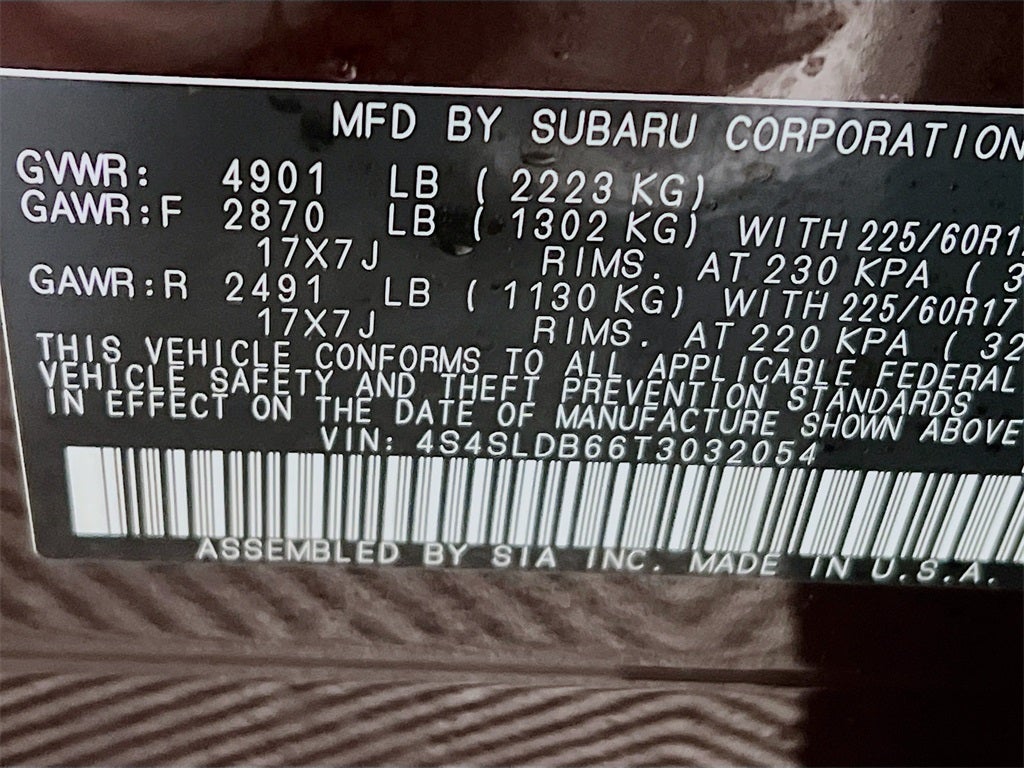 MFD BY SUBARU CORPORATION
GVWR: 4901 LB ( 2223 KG)
GAWR:F 2870 LB ( 1302 KG) WITH 225/60R1
17X7J RIMS. AT 230 KPA ( 3
GAWR:R 2491 LB ( 1130 KG) WITH 225/60R17
17X7J RIMS. AT 220 KPA ( 32
THIS VEHICLE CONFORMS TO ALL APPLICABLE FEDERAL
VEHICLE SAFETY AND THEFT PREVENTION STANDARDS
IN EFFECT ON THE DATE OF MANUFACTURE SHOWN ABOVE
VIN: 4S4SLDB66T3032054
ASSEMBLED BY SIA INC. MADE IN U.S.A.